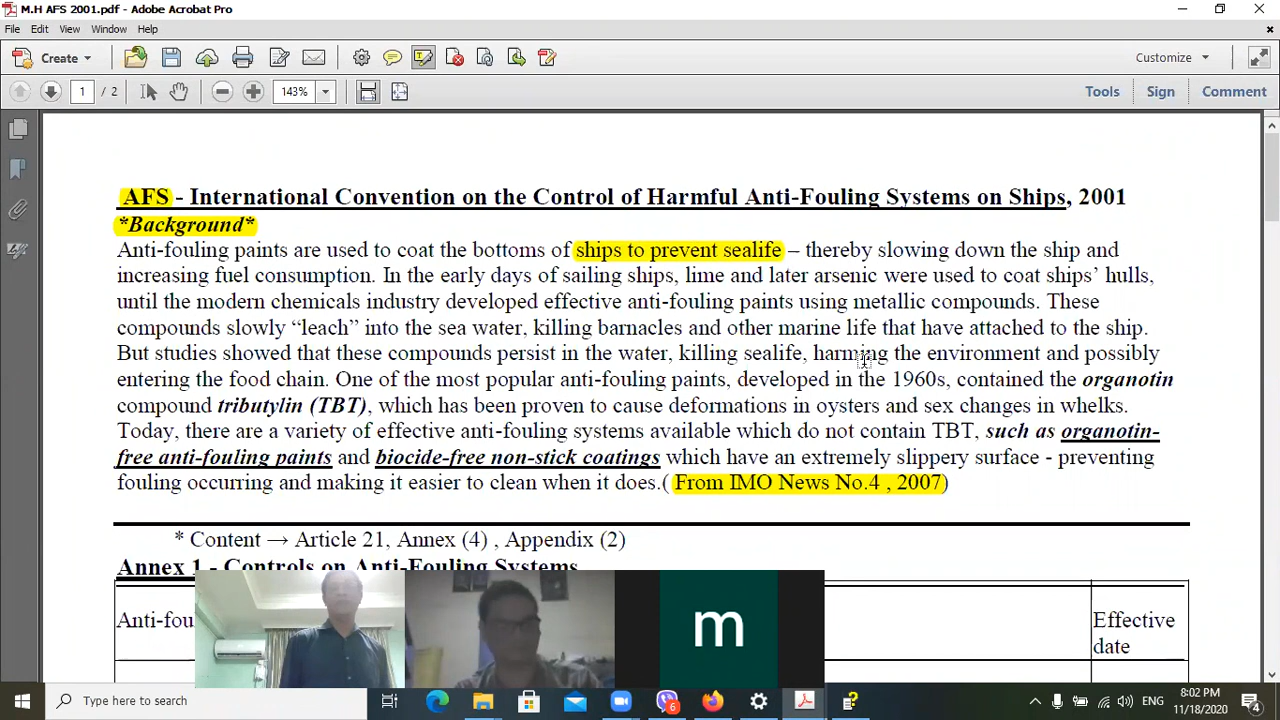 M.H AFS 2001.pdf - Adobe Acrobat Pro
File Edit View Window Help
Create Customize
1 / 2 143% Tools Sign Comment
AFS - International Convention on the Control of Harmful Anti-Fouling Systems on Ships, 2001
*Background*
Anti-fouling paints are used to coat the bottoms of ships to prevent sealife – thereby slowing down the ship and
increasing fuel consumption. In the early days of sailing ships, lime and later arsenic were used to coat ships’ hulls,
until the modern chemicals industry developed effective anti-fouling paints using metallic compounds. These
compounds slowly “leach” into the sea water, killing barnacles and other marine life that have attached to the ship.
But studies showed that these compounds persist in the water, killing sealife, harming the environment and possibly
entering the food chain. One of the most popular anti-fouling paints, developed in the 1960s, contained the organotin
compound tributylin (TBT), which has been proven to cause deformations in oysters and sex changes in whelks.
Today, there are a variety of effective anti-fouling systems available which do not contain TBT, such as organotin-
free anti-fouling paints and biocide-free non-stick coatings which have an extremely slippery surface - preventing
fouling occurring and making it easier to clean when it does.( From IMO News No.4 , 2007)
* Content → Article 21, Annex (4) , Appendix (2)
Annex 1 - Controls on Anti-Fouling Systems
Anti-fou
Effective
date
m
Type here to search
6
ENG
8:02 PM
11/18/2020
4